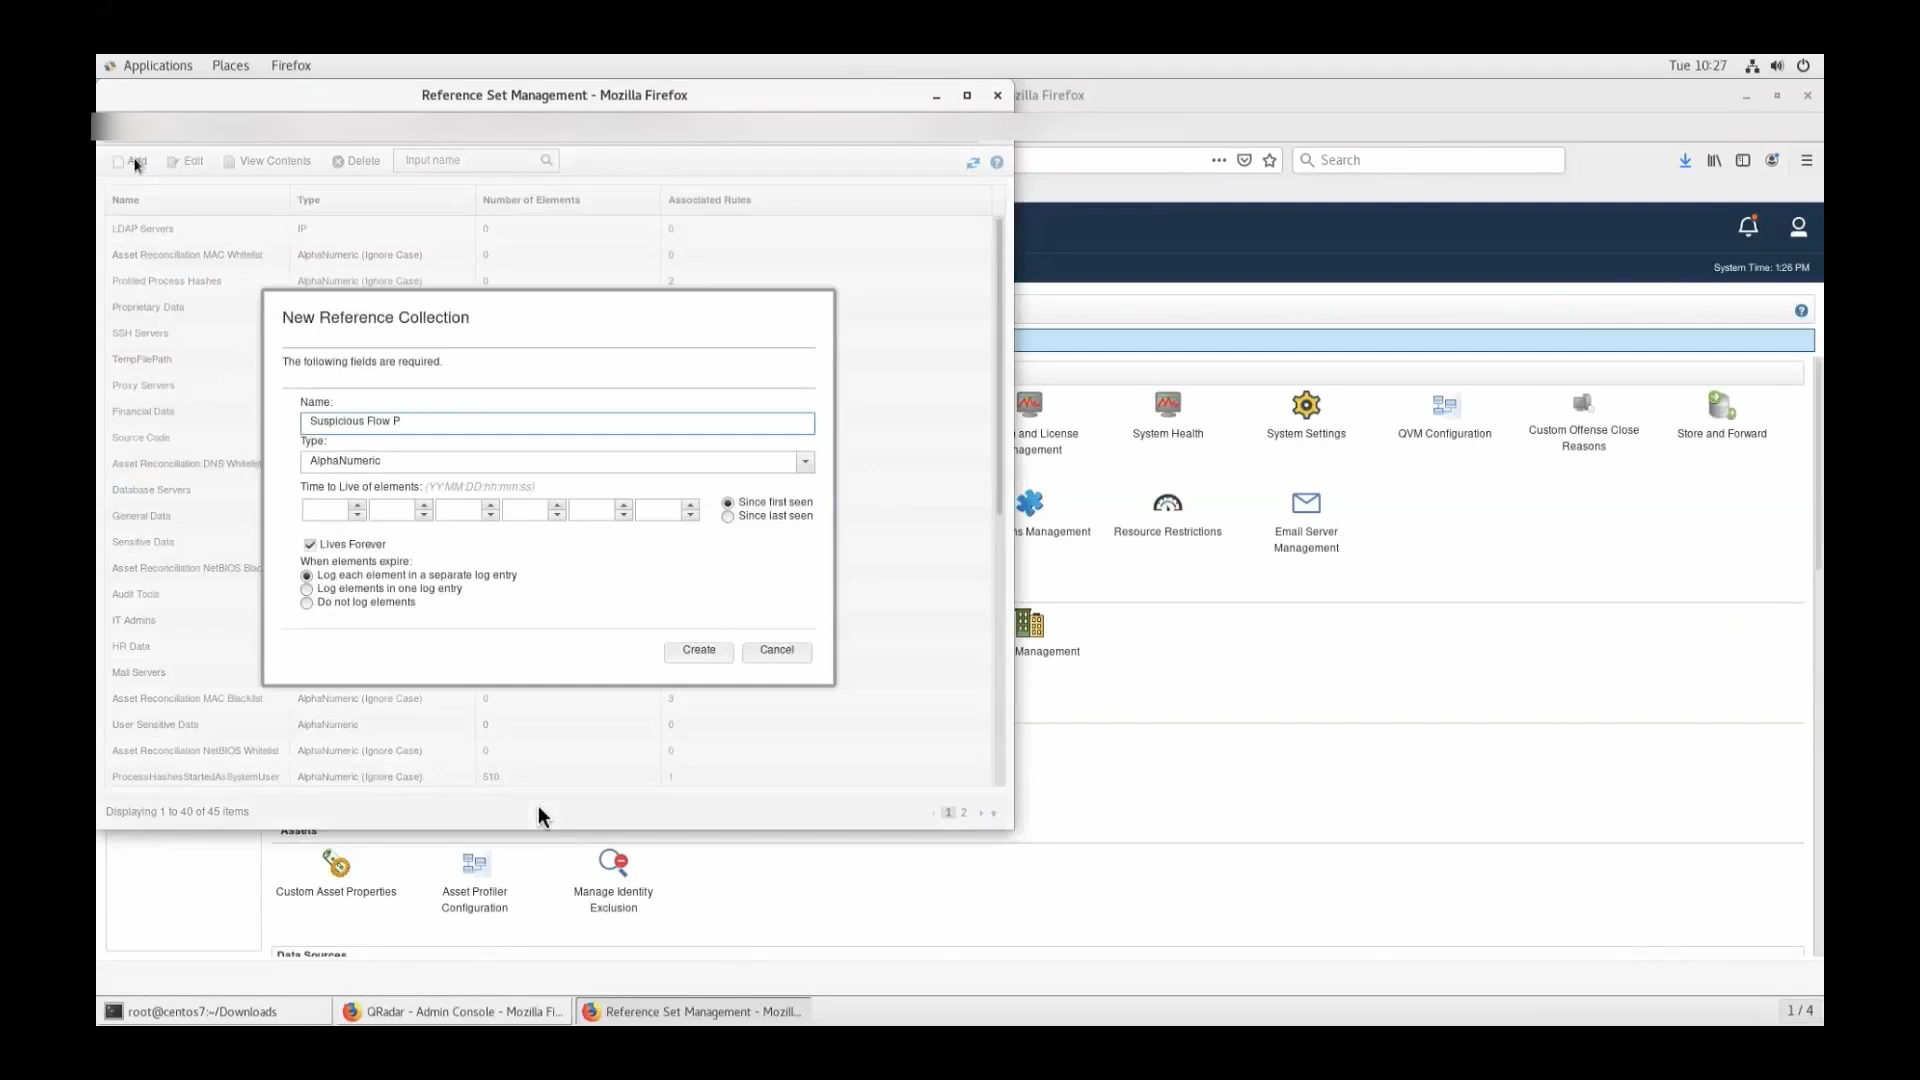 Applications Places Firefox Tue 10:27
Reference Set Management - Mozilla Firefox
zilla Firefox
Add Edit View Contents Delete Input name
Search
Name Type Number of Elements Associated Rules
LDAP Servers IP 0 0
Asset Reconciliation MAC Whitelist AlphaNumeric (Ignore Case) 0 0
Profiled Process Hashes AlphaNumeric (Ignore Case) 0 2
System Time: 1:26 PM
Proprietary Data
SSH Servers
TempFilePath
Proxy Servers
Financial Data
Source Code
Asset Reconciliation DNS Whitelist
Database Servers
General Data
Sensitive Data
Asset Reconciliation NetBIOS Blac
Audit Tools
IT Admins
HR Data
Mail Servers
Asset Reconciliation MAC Blacklist AlphaNumeric (Ignore Case) 0 3
User Sensitive Data AlphaNumeric 0 0
Asset Reconciliation NetBIOS Whitelist AlphaNumeric (Ignore Case) 0 0
ProcessHashesStartedAsSystemUser AlphaNumeric (Ignore Case) 510 1
Displaying 1 to 40 of 45 items
1 2
New Reference Collection
The following fields are required.
Name:
Suspicious Flow P
Type:
AlphaNumeric
Time to Live of elements: (YY:MM:DD:hh:mm:ss)
Since first seen
Since last seen
Lives Forever
When elements expire:
Log each element in a separate log entry
Log elements in one log entry
Do not log elements
Create Cancel
and License
nagement
System Health
System Settings
QVM Configuration
Custom Offense Close
Reasons
Store and Forward
ns Management
Resource Restrictions
Email Server
Management
Management
Assets
Custom Asset Properties
Asset Profiler
Configuration
Manage Identity
Exclusion
Data Sources
root@centos7:~/Downloads
QRadar - Admin Console - Mozilla Fi...
Reference Set Management - Mozill...
1 / 4